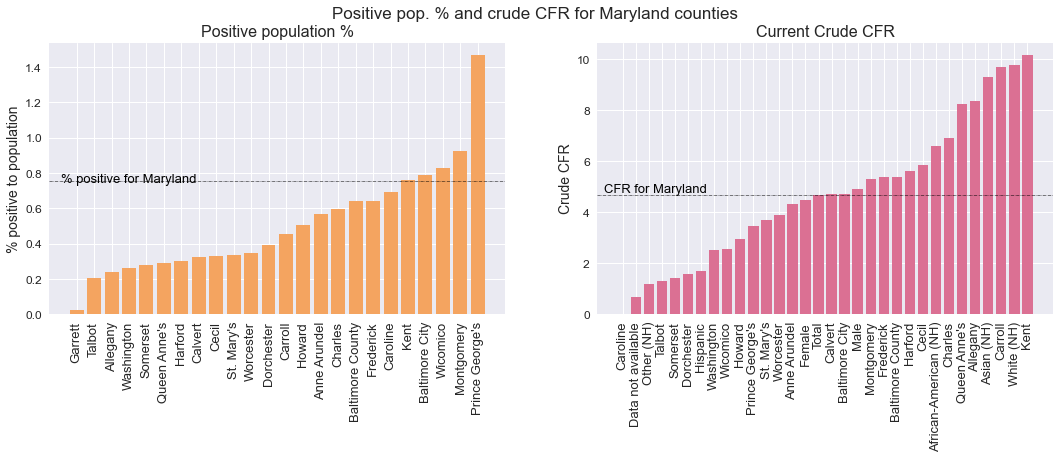 Positive pop. % and crude CFR for Maryland counties
Positive population %
% positive to population
1.4
1.2
1.0
0.8
0.6
0.4
0.2
0.0
% positive for Maryland
Garrett
Talbot
Allegany
Washington
Somerset
Queen Anne's
Harford
Calvert
Cecil
St. Mary's
Worcester
Dorchester
Carroll
Howard
Anne Arundel
Charles
Baltimore County
Frederick
Caroline
Kent
Baltimore City
Wicomico
Montgomery
Prince George's
Current Crude CFR
Crude CFR
10
8
6
4
2
0
CFR for Maryland
Caroline
Data not available
Other (NH)
Talbot
Somerset
Dorchester
Hispanic
Washington
Wicomico
Howard
Prince George's
St. Mary's
Worcester
Anne Arundel
Female
Total
Calvert
Baltimore City
Male
Montgomery
Frederick
Baltimore County
Harford
Cecil
African-American (NH)
Charles
Queen Anne's
Allegany
Asian (NH)
Carroll
White (NH)
Kent